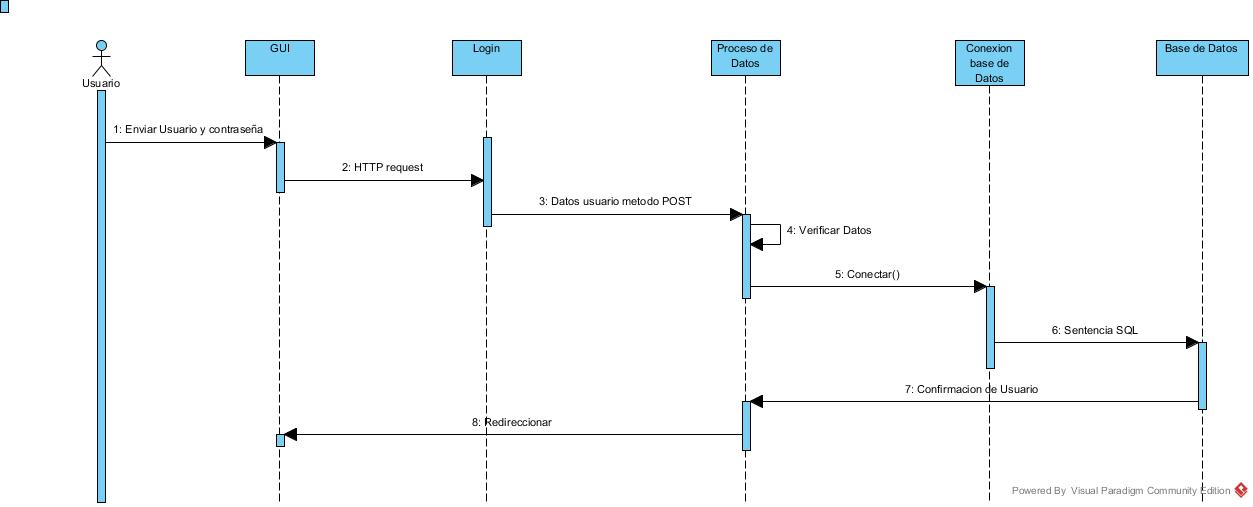 GUI
Login
Proceso de
Datos
Conexion
base de
Datos
Base de Datos
Usuario
1: Enviar Usuario y contraseña
2: HTTP request
3: Datos usuario metodo POST
4: Verificar Datos
5: Conectar()
6: Sentencia SQL
7: Confirmacion de Usuario
8: Redireccionar
Powered By Visual Paradigm Community Edition